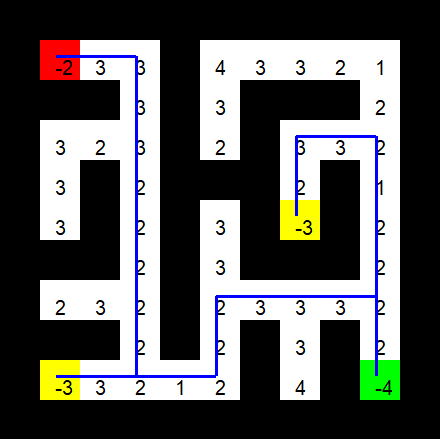 -2 3 3 4 3 3 2 1
3 3 2
3 2 3 2 3 3 2
3 2 2 1
3 2 3 -3 2
2 3 2
2 3 2 2 3 3 3 2
2 2 3 2
-3 3 2 1 2 4 -4